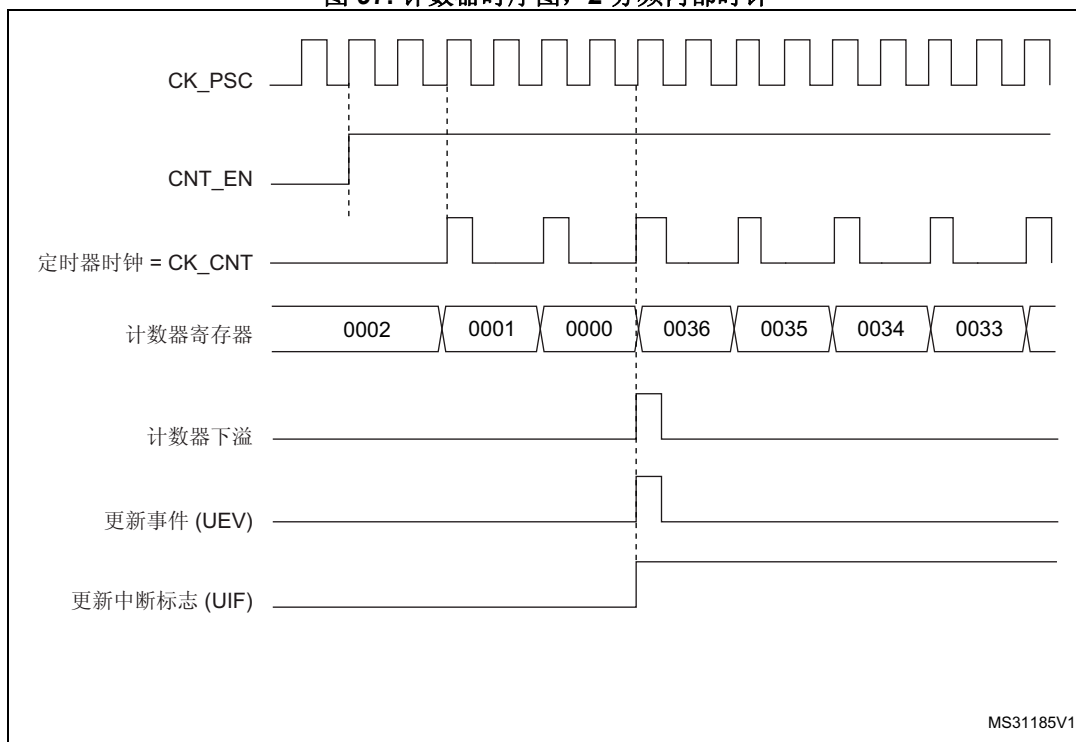 CK_PSC
CNT_EN
定时器时钟 = CK_CNT
计数器寄存器 0002 0001 0000 0036 0035 0034 0033
计数器下溢
更新事件 (UEV)
更新中断标志 (UIF)
MS31185V1